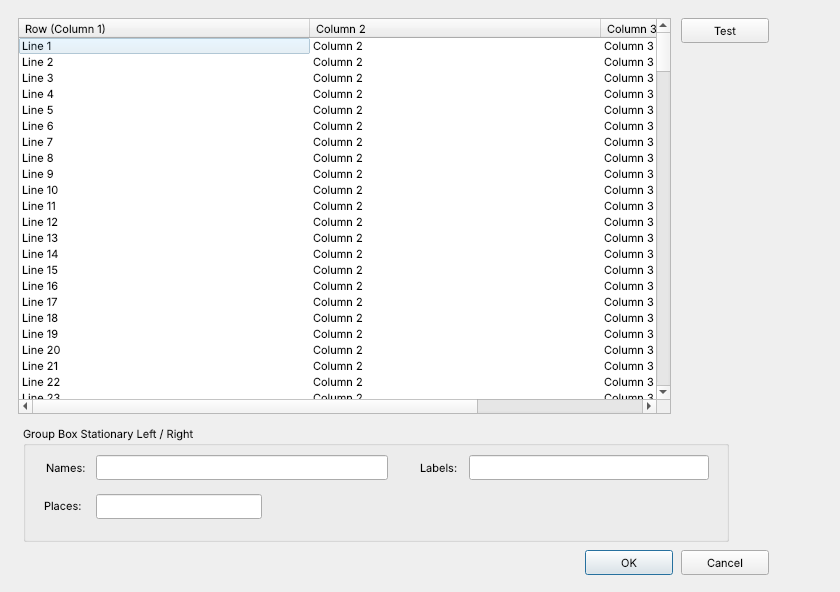 Row (Column 1) Column 2 Column 3
Test
Line 1 Column 2 Column 3
Line 2 Column 2 Column 3
Line 3 Column 2 Column 3
Line 4 Column 2 Column 3
Line 5 Column 2 Column 3
Line 6 Column 2 Column 3
Line 7 Column 2 Column 3
Line 8 Column 2 Column 3
Line 9 Column 2 Column 3
Line 10 Column 2 Column 3
Line 11 Column 2 Column 3
Line 12 Column 2 Column 3
Line 13 Column 2 Column 3
Line 14 Column 2 Column 3
Line 15 Column 2 Column 3
Line 16 Column 2 Column 3
Line 17 Column 2 Column 3
Line 18 Column 2 Column 3
Line 19 Column 2 Column 3
Line 20 Column 2 Column 3
Line 21 Column 2 Column 3
Line 22 Column 2 Column 3
Line 23 Column 2 Column 3
Group Box Stationary Left / Right
Names: Labels:
Places:
OK Cancel